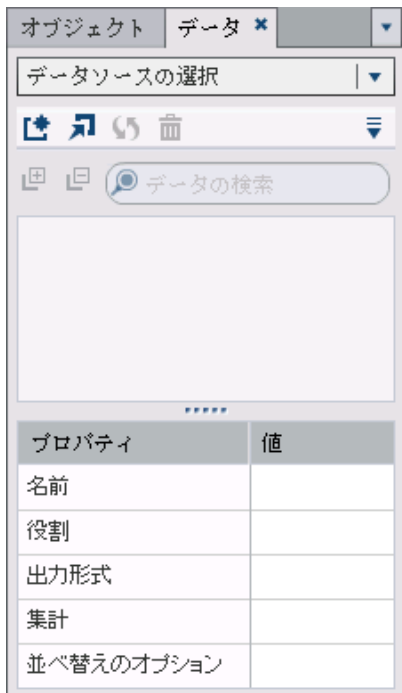 オブジェクト データ
データソースの選択
データの検索
プロパティ 値
名前
役割
出力形式
集計
並べ替えのオプション